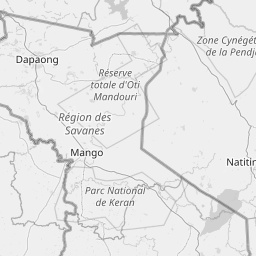 Zone Cynégét
de la Pendja
Dapaong
Réserve
totale d'Oti
Mandouri
Région des
Savanes
Mango
Natitin
Parc National
de Keran